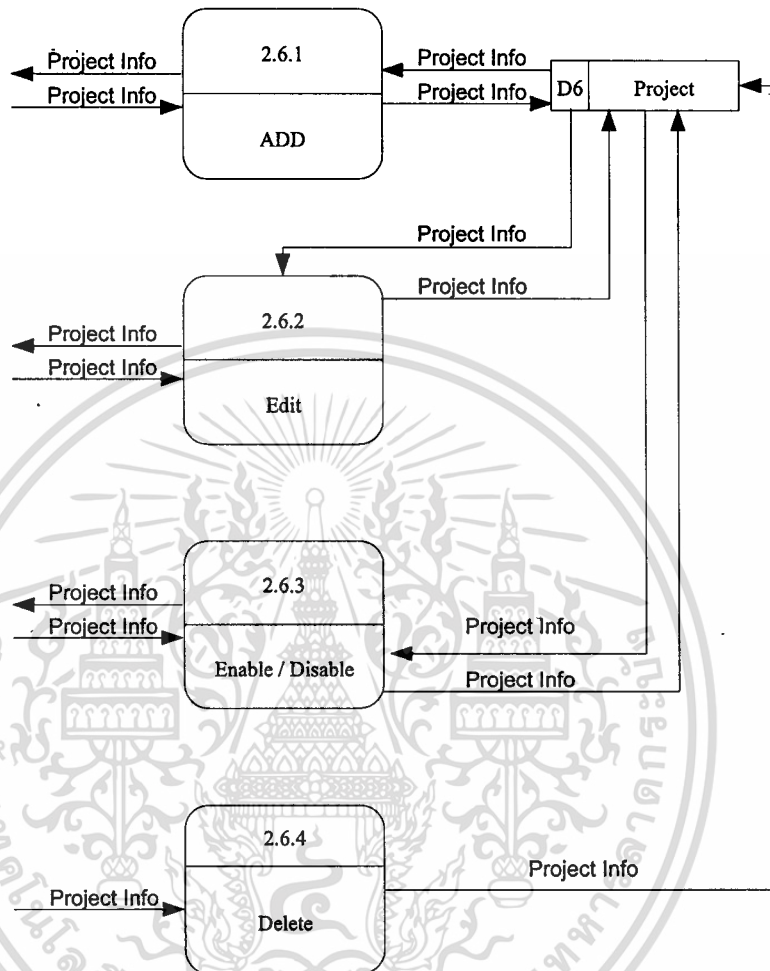 Project Info
Project Info
2.6.1
ADD
Project Info
Project Info
D6 Project
Project Info
Project Info
Project Info
Project Info
2.6.2
Edit
Project Info
Project Info
2.6.3
Enable / Disable
Project Info
Project Info
Project Info
2.6.4
Delete
Project Info